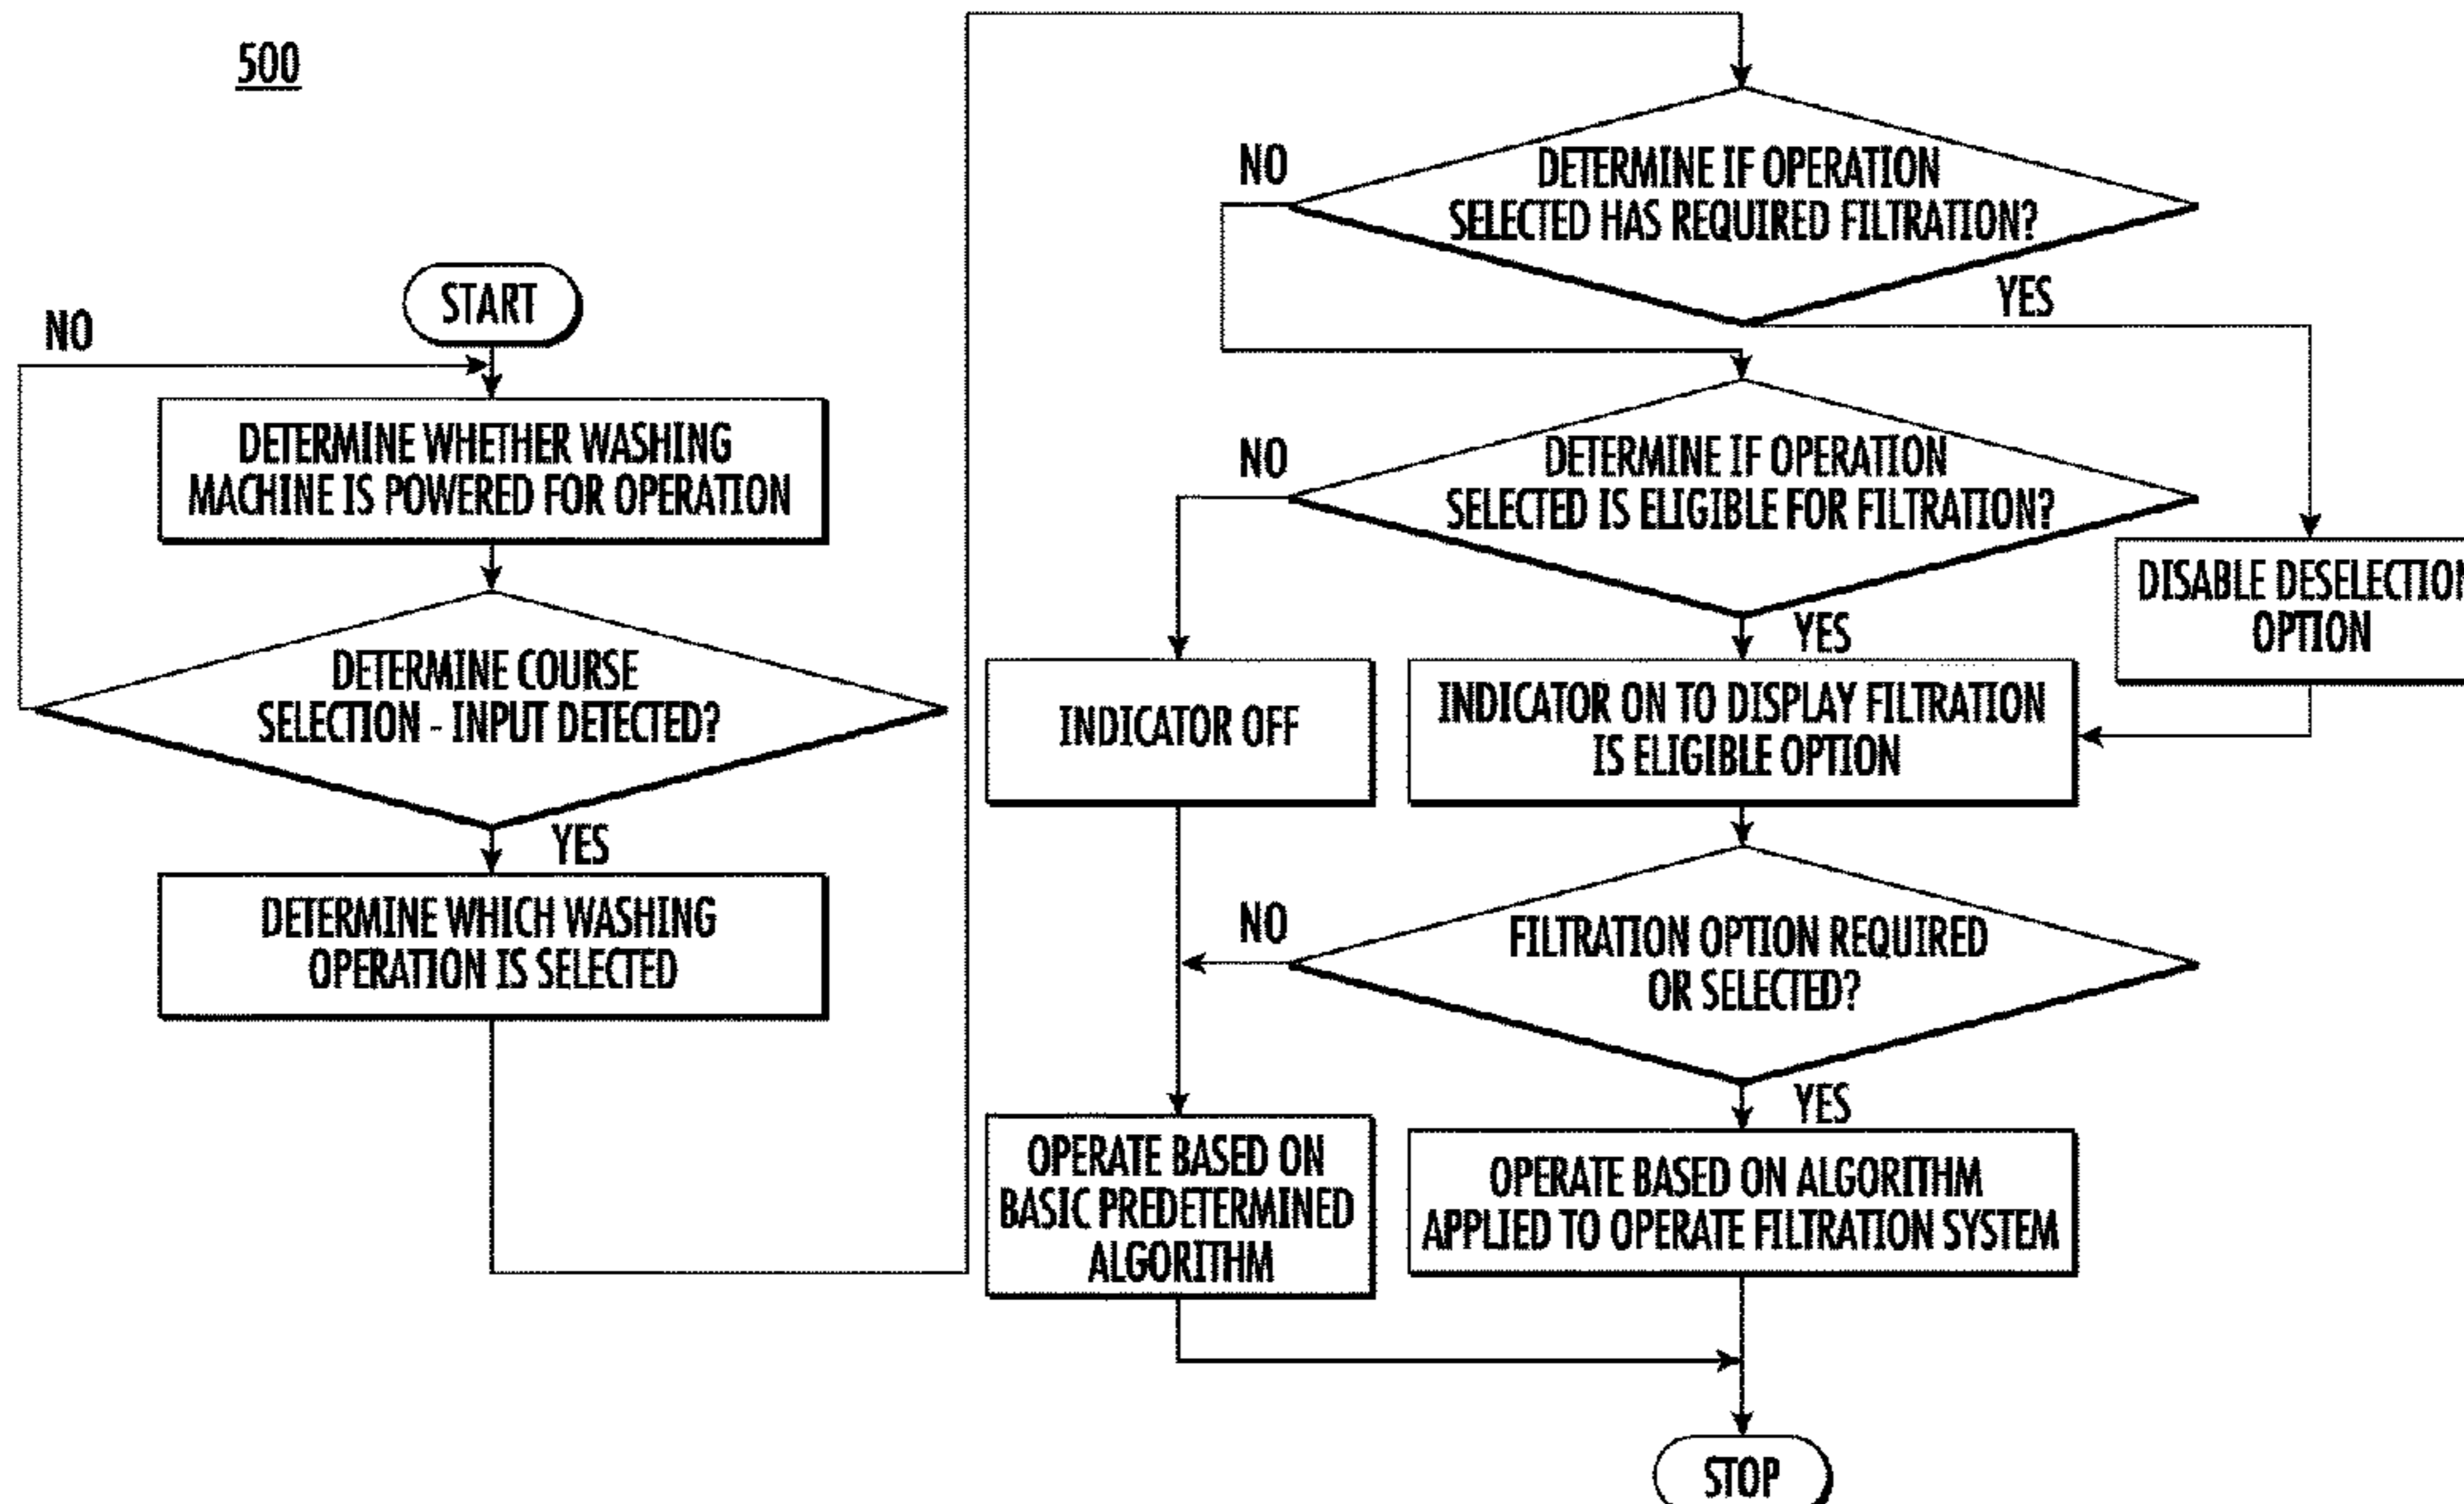 500
START
NO
DETERMINE WHETHER WASHING
MACHINE IS POWERED FOR OPERATION
DETERMINE COURSE
SELECTION - INPUT DETECTED?
YES
DETERMINE WHICH WASHING
OPERATION IS SELECTED
NO
DETERMINE IF OPERATION
SELECTED HAS REQUIRED FILTRATION?
YES
NO
DETERMINE IF OPERATION
SELECTED IS ELIGIBLE FOR FILTRATION?
YES
DISABLE DESELECTION
OPTION
INDICATOR OFF
INDICATOR ON TO DISPLAY FILTRATION
IS ELIGIBLE OPTION
NO
FILTRATION OPTION REQUIRED
OR SELECTED?
YES
OPERATE BASED ON
BASIC PREDETERMINED
ALGORITHM
OPERATE BASED ON ALGORITHM
APPLIED TO OPERATE FILTRATION SYSTEM
STOP